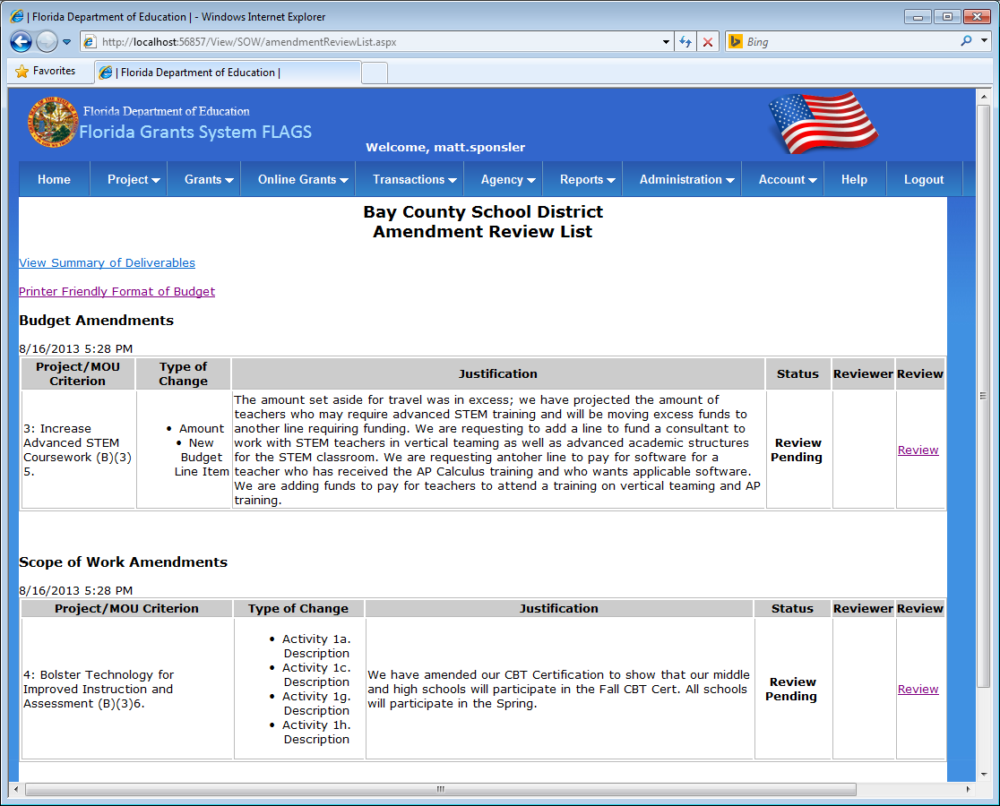 | Florida Department of Education | - Windows Internet Explorer
http://localhost:56857/View/SOW/amendmentReviewList.aspx
Bing
Favorites
| Florida Department of Education |
Florida Department of Education
Florida Grants System FLAGS
Welcome, matt.sponsler
Home Project Grants Online Grants Transactions Agency Reports Administration Account Help Logout
Bay County School District
Amendment Review List
View Summary of Deliverables
Printer Friendly Format of Budget
Budget Amendments
8/16/2013 5:28 PM
Project/MOU
Criterion
Type of
Change
Justification
Status
Reviewer
Review
3: Increase
Advanced STEM
Coursework (B)(3)
5.
• Amount
• New
Budget
Line Item
The amount set aside for travel was in excess; we have projected the amount of
teachers who may require advanced STEM training and will be moving excess funds to
another line requiring funding. We are requesting to add a line to fund a consultant to
work with STEM teachers in vertical teaming as well as advanced academic structures
for the STEM classroom. We are requesting antoher line to pay for software for a
teacher who has received the AP Calculus training and who wants applicable software.
We are adding funds to pay for teachers to attend a training on vertical teaming and AP
training.
Review
Pending
Review
Scope of Work Amendments
8/16/2013 5:28 PM
Project/MOU Criterion
Type of Change
Justification
Status
Reviewer
Review
4: Bolster Technology for
Improved Instruction and
Assessment (B)(3)6.
• Activity 1a.
Description
• Activity 1c.
Description
• Activity 1g.
Description
• Activity 1h.
Description
We have amended our CBT Certification to show that our middle
and high schools will participate in the Fall CBT Cert. All schools
will participate in the Spring.
Review
Pending
Review